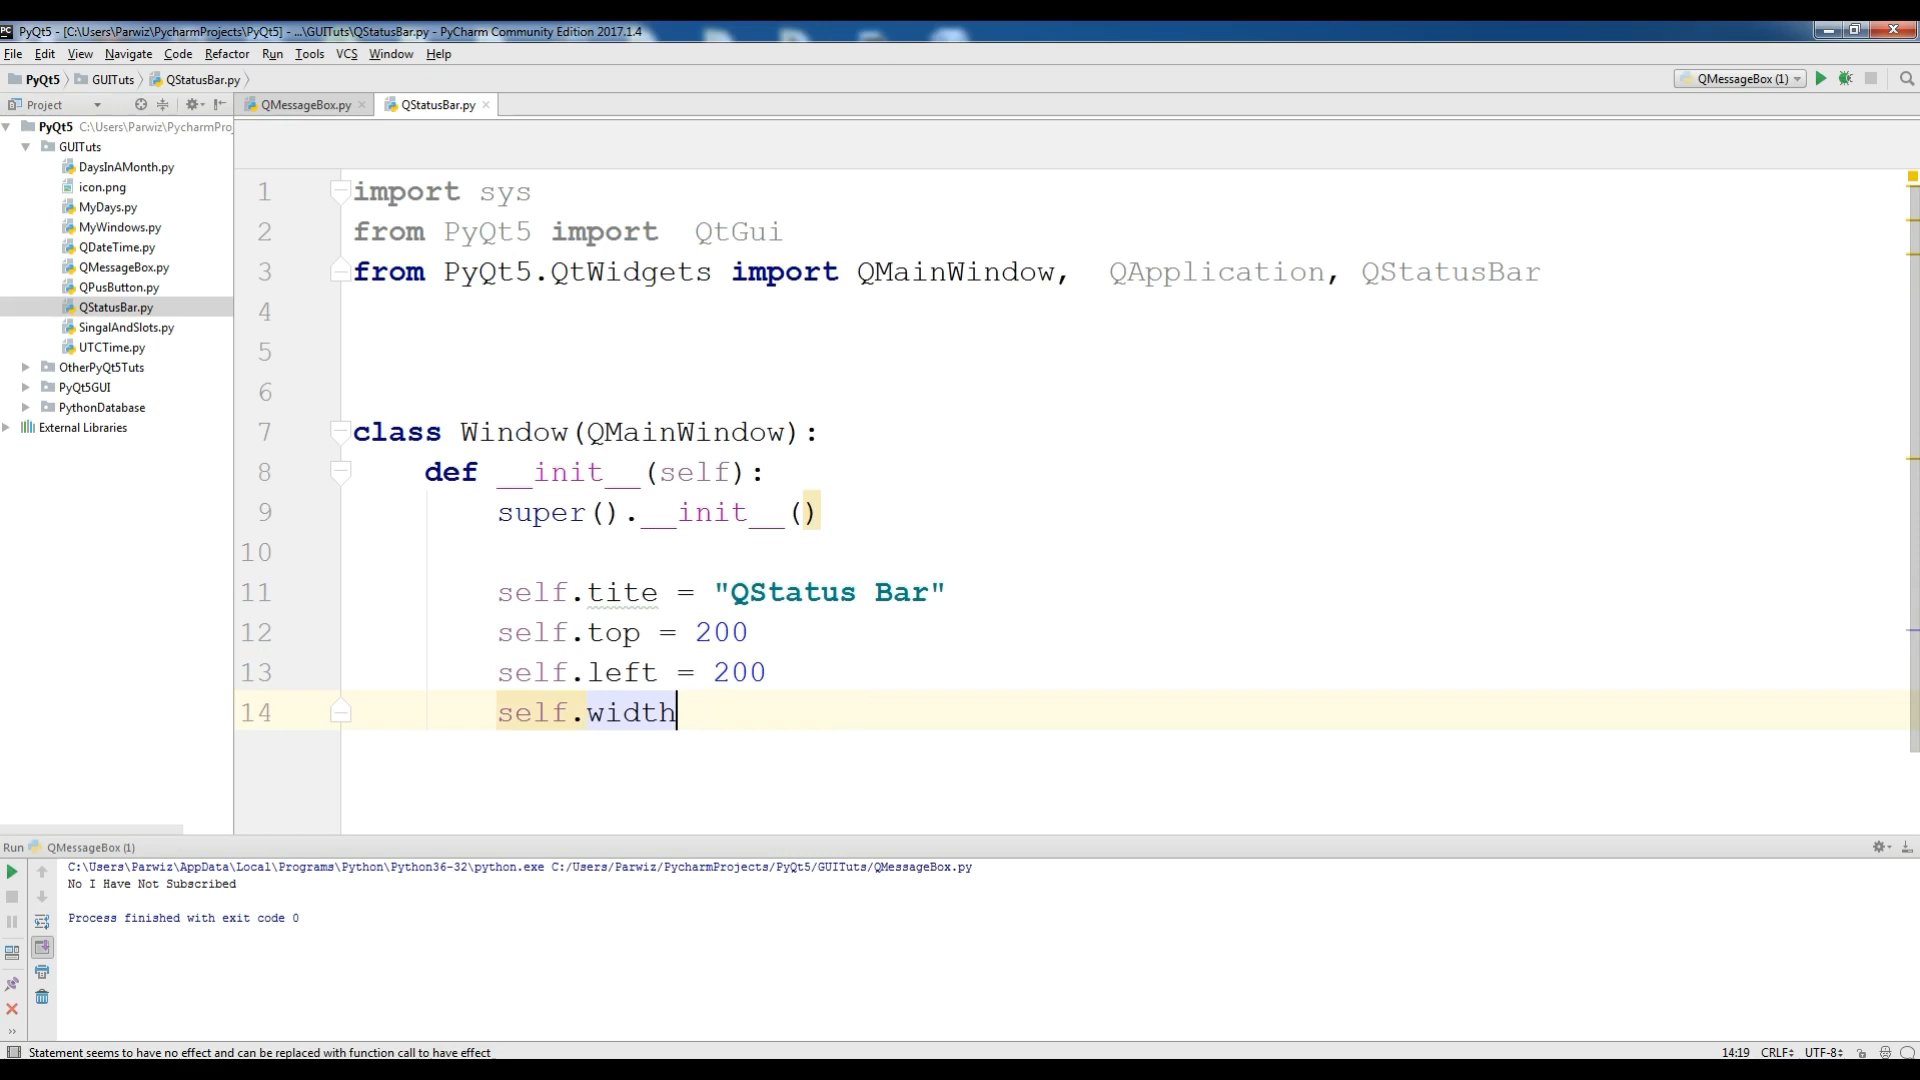 PC PyQt5 - [C:\Users\Parwiz\PycharmProjects\PyQt5] - ...\GUITuts\QStatusBar.py - PyCharm Community Edition 2017.1.4
File Edit View Navigate Code Refactor Run Tools VCS Window Help
PyQt5 GUITuts QStatusBar.py QMessageBox (1)
Project QMessageBox.py QStatusBar.py
PyQt5 C:\Users\Parwiz\PycharmPro
GUITuts
DaysInAMonth.py
icon.png
MyDays.py
MyWindows.py
QDateTime.py
QMessageBox.py
QPusButton.py
QStatusBar.py
SingalAndSlots.py
UTCTime.py
OtherPyQt5Tuts
PyQt5GUI
PythonDatabase
External Libraries
1 import sys
2 from PyQt5 import  QtGui
3 from PyQt5.QtWidgets import QMainWindow,  QApplication, QStatusBar
4
5
6
7 class Window(QMainWindow):
8     def __init__(self):
9         super().__init__()
10
11         self.tite = "QStatus Bar"
12         self.top = 200
13         self.left = 200
14         self.width
Run QMessageBox (1)
C:\Users\Parwiz\AppData\Local\Programs\Python\Python36-32\python.exe C:/Users/Parwiz/PycharmProjects/PyQt5/GUITuts/QMessageBox.py
No I Have Not Subscribed
Process finished with exit code 0
Statement seems to have no effect and can be replaced with function call to have effect 14:19 CRLF UTF-8